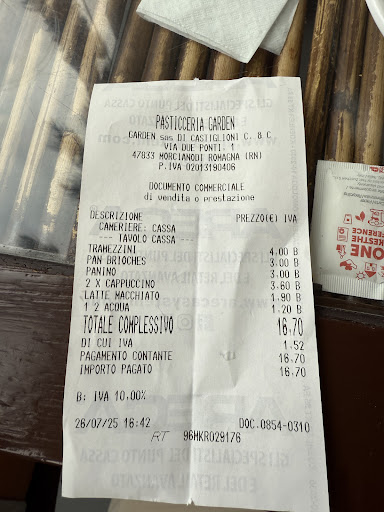 PASTICCERIA GARDEN
GARDEN sas DI CASTIGLIONI C. & C.
VIA DUE PONTI, 1
47833 MORCIANODI ROMAGNA (RN)
P.IVA 02013190406
DOCUMENTO COMMERCIALE
di vendita o prestazione
DESCRIZIONE PREZZO(E) IVA
CAMERIERE: CASSA
--- TAVOLO CASSA ---
TRAMEZZINI 4.00 B
PAN BRIOCHES 3.00 B
PANINO 3.00 B
2 X CAPPUCCINO 3.60 B
LATTE MACCHIATO 1.90 B
1 2 ACQUA 1.20 B
TOTALE COMPLESSIVO 16,70
DI CUI IVA 1,52
PAGAMENTO CONTANTE 16,70
IMPORTO PAGATO 16,70
B: IVA 10,00%
26/07/25 16:42 DOC.0854-0310
RT 96HKR029176